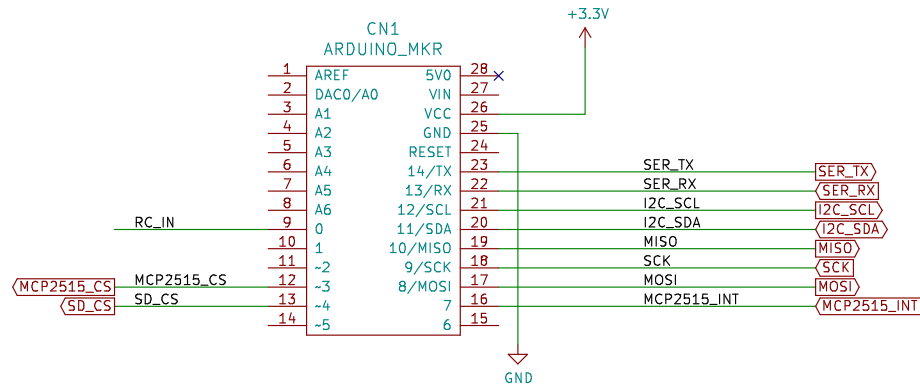 +3.3V
CN1
ARDUINO_MKR
1 AREF 5V0 28
2 DAC0/A0 VIN 27
3 A1 VCC 26
4 A2 GND 25
5 A3 RESET 24
6 A4 14/TX 23 SER_TX SER_TX
7 A5 13/RX 22 SER_RX SER_RX
8 A6 12/SCL 21 I2C_SCL I2C_SCL
RC_IN 9 0 11/SDA 20 I2C_SDA I2C_SDA
10 1 10/MISO 19 MISO MISO
11 ~2 9/SCK 18 SCK SCK
MCP2515_CS MCP2515_CS 12 ~3 8/MOSI 17 MOSI MOSI
SD_CS SD_CS 13 ~4 7 16 MCP2515_INT MCP2515_INT
14 ~5 6 15
GND